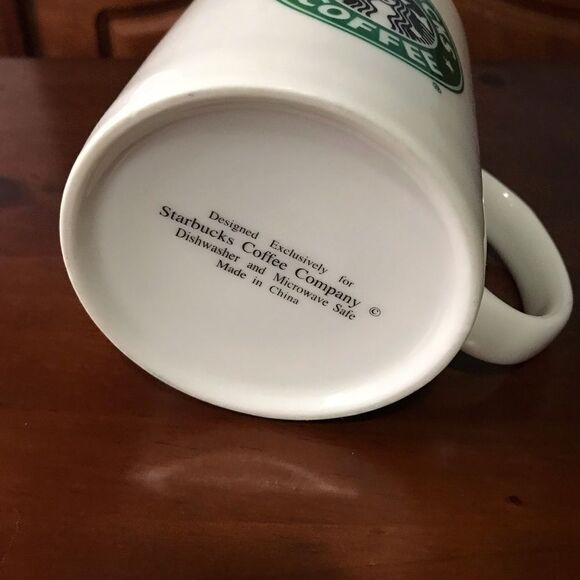 COFFEE
®
Designed Exclusively for
Starbucks Coffee Company ©
Dishwasher and Microwave Safe
Made in China